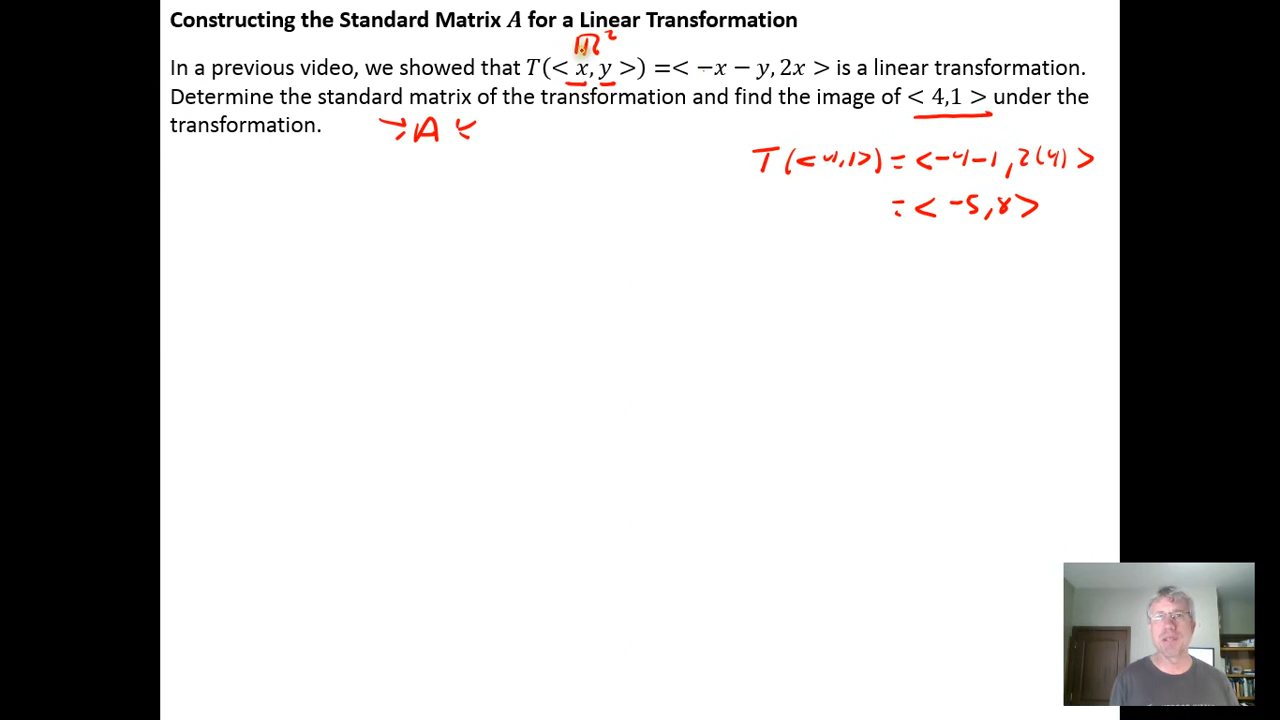 Constructing the Standard Matrix A for a Linear Transformation
ℝ²
In a previous video, we showed that T(< x, y >) =< −x − y, 2x > is a linear transformation.
Determine the standard matrix of the transformation and find the image of < 4,1 > under the
transformation.
→ A ←
T(<4,1>) = <-4-1, 2(4)>
= < -5, 8>